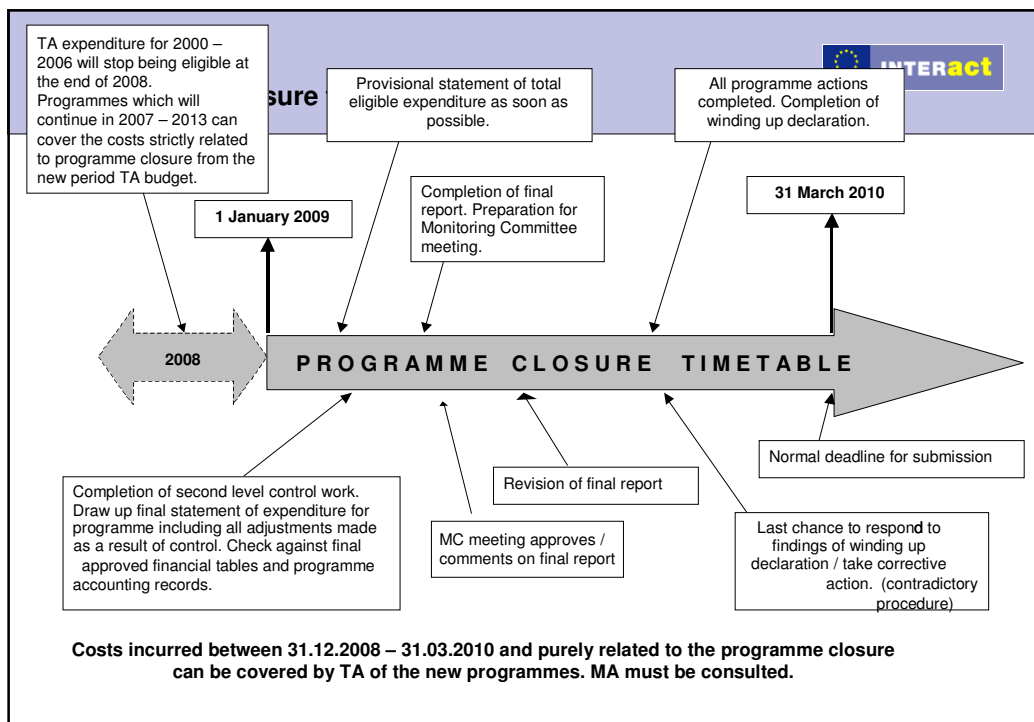 TA expenditure for 2000 –
2006 will stop being eligible at
the end of 2008.
Programmes which will
continue in 2007 – 2013 can
cover the costs strictly related
to programme closure from the
new period TA budget.
sure
Provisional statement of total
eligible expenditure as soon as
possible.
All programme actions
completed. Completion of
winding up declaration.
INTERact
1 January 2009
Completion of final
report. Preparation for
Monitoring Committee
meeting.
31 March 2010
2008
PROGRAMME CLOSURE TIMETABLE
Completion of second level control work.
Draw up final statement of expenditure for
programme including all adjustments made
as a result of control. Check against final
approved financial tables and programme
accounting records.
MC meeting approves /
comments on final report
Revision of final report
Normal deadline for submission
Last chance to respond to
findings of winding up
declaration / take corrective
action. (contradictory
procedure)
Costs incurred between 31.12.2008 – 31.03.2010 and purely related to the programme closure
can be covered by TA of the new programmes. MA must be consulted.